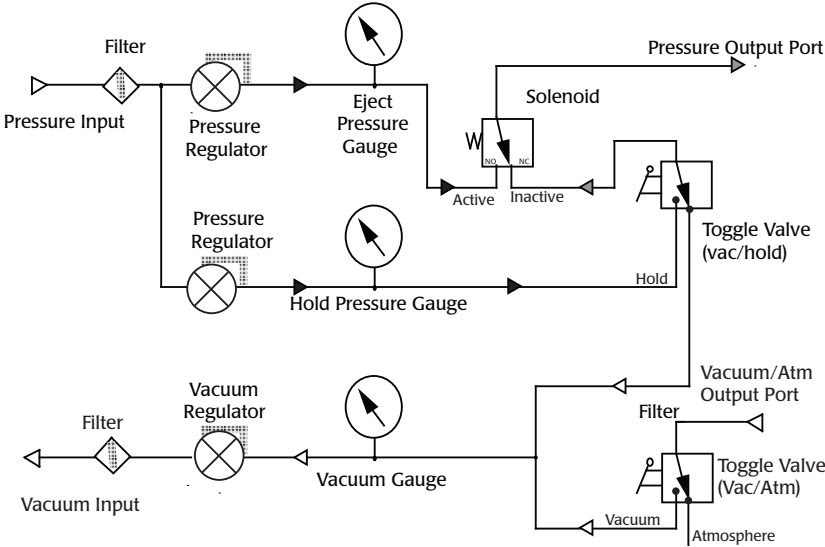 Filter
Pressure Input
Pressure
Regulator
Eject
Pressure
Gauge
Pressure Output Port
Solenoid
NO
NC
Active
Inactive
Toggle Valve
(vac/hold)
Pressure
Regulator
Hold Pressure Gauge
Hold
Vacuum/Atm
Output Port
Filter
Vacuum
Regulator
Filter
Vacuum Input
Vacuum Gauge
Toggle Valve
(Vac/Atm)
Vacuum
Atmosphere